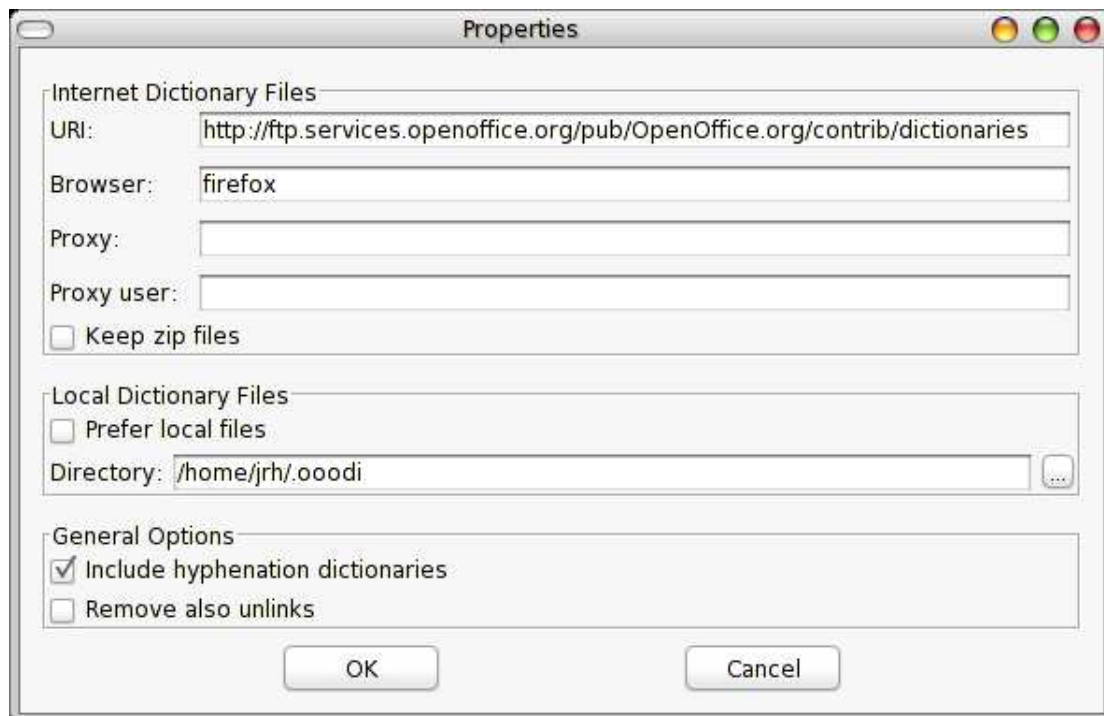 Properties
Internet Dictionary Files
URI: http://ftp.services.openoffice.org/pub/OpenOffice.org/contrib/dictionaries
Browser: firefox
Proxy:
Proxy user:
Keep zip files
Local Dictionary Files
Prefer local files
Directory: /home/jrh/.ooodi ...
General Options
Include hyphenation dictionaries
Remove also unlinks
OK Cancel